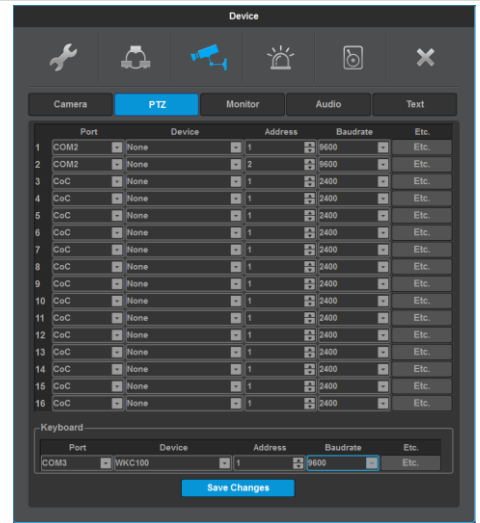 Device
Camera PTZ Monitor Audio Text
Port Device Address Baudrate Etc.
1 COM2 None 1 9600 Etc.
2 COM2 None 2 9600 Etc.
3 CoC None 1 2400 Etc.
4 CoC None 1 2400 Etc.
5 CoC None 1 2400 Etc.
6 CoC None 1 2400 Etc.
7 CoC None 1 2400 Etc.
8 CoC None 1 2400 Etc.
9 CoC None 1 2400 Etc.
10 CoC None 1 2400 Etc.
11 CoC None 1 2400 Etc.
12 CoC None 1 2400 Etc.
13 CoC None 1 2400 Etc.
14 CoC None 1 2400 Etc.
15 CoC None 1 2400 Etc.
16 CoC None 1 2400 Etc.
Keyboard
Port Device Address Baudrate Etc.
COM3 WKC100 1 9600 Etc.
Save Changes